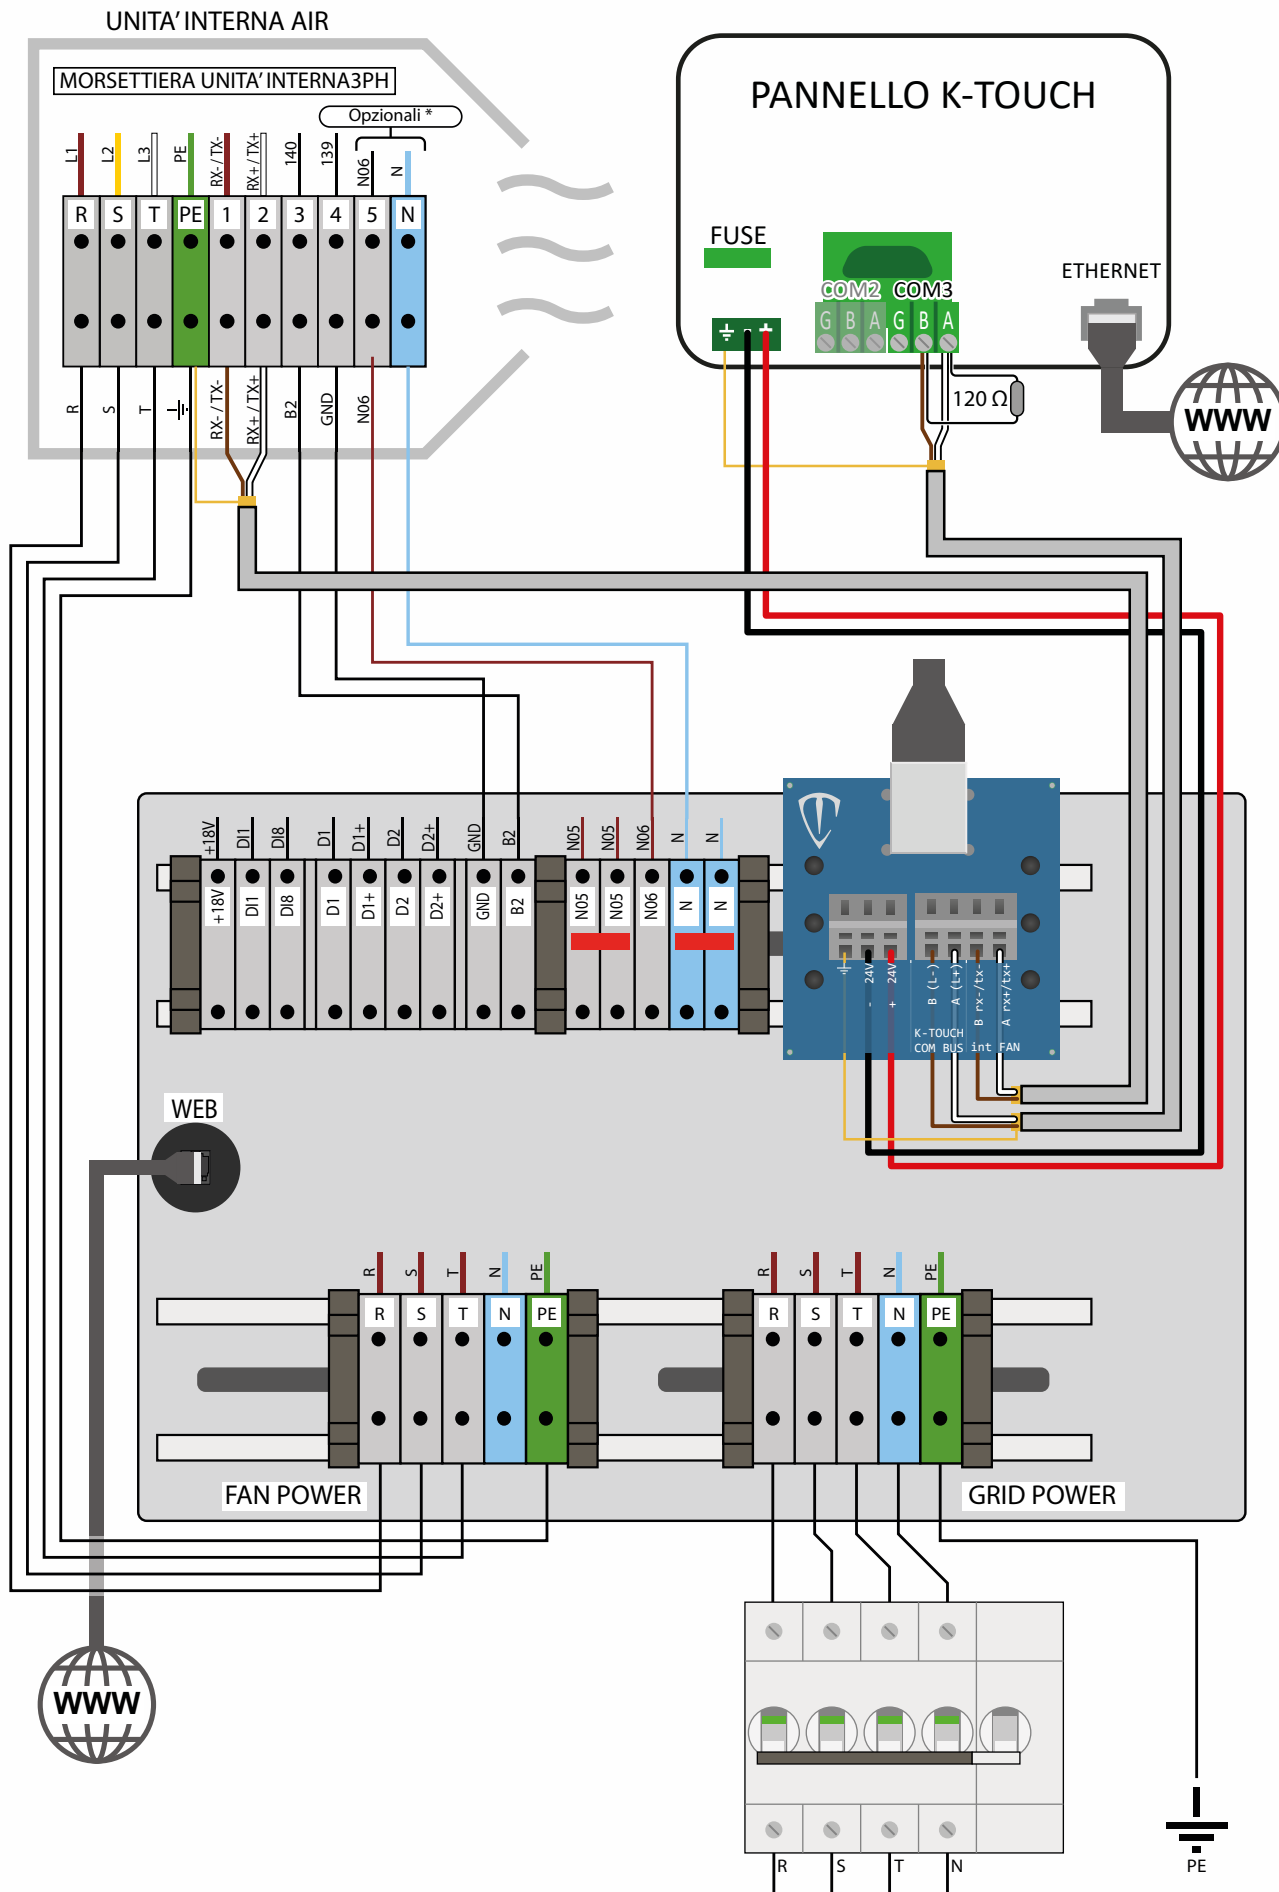 UNITA' INTERNA AIR
MORSETTIERA UNITA' INTERNA3PH
Opzionali *
L1 L2 L3 PE RX- / TX- RX+ / TX+ 140 139 N06 N
R S T PE 1 2 3 4 5 N
R S T RX- / TX- RX+ / TX+ B2 GND N06
PANNELLO K-TOUCH
FUSE
ETHERNET
COM2 COM3
G B A G B A
- +
120 Ω
WWW
+18V DI1 DI8 D1 D1+ D2 D2+ GND B2 N05 N05 N06 N N
+18V DI1 DI8 D1 D1+ D2 D2+ GND B2 N05 N05 N06 N N
- 24V + 24V B (L-) A (L+) B rx-/tx- A rx+/tx+
K-TOUCH
COM BUS int FAN
WEB
R S T N PE
R S T N PE
FAN POWER
R S T N PE
R S T N PE
GRID POWER
WWW
R S T N
PE